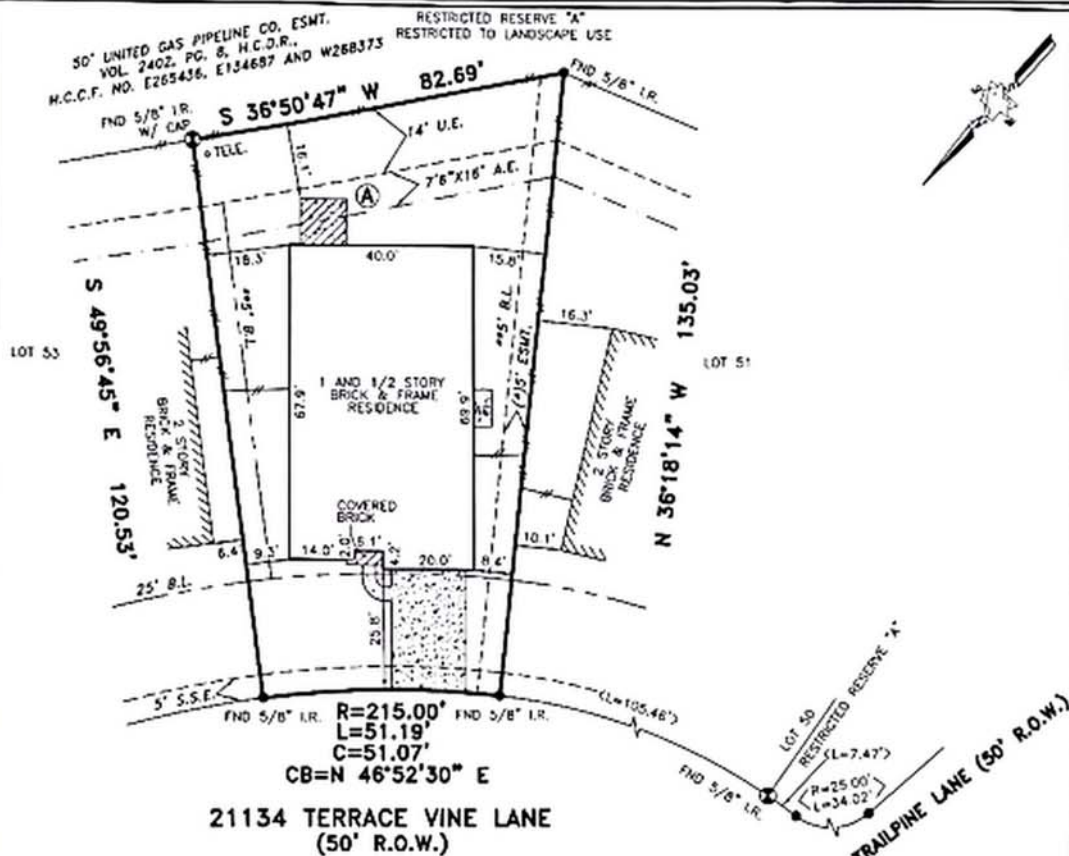 50' UNITED GAS PIPELINE CO. ESMT.
VOL. 2402, PG. 8, H.C.D.R.,
H.C.C.F. NO. E265436, E134687 AND W268373
RESTRICTED RESERVE "A"
RESTRICTED TO LANDSCAPE USE
FND 5/8" I.R.
W/ CAP
S 36°50'47" W 82.69'
FND 5/8" I.R.
TELE.
16.1'
14' U.E.
7'6"X16' A.E.
A
18.3'
40.0'
15.8'
S 49°56'45" E 120.53'
**5' B.L.
**5' B.L.
(*)5' ESMT.
16.3'
N 36°18'14" W 135.03'
LOT 53
LOT 51
1 AND 1/2 STORY
BRICK & FRAME
RESIDENCE
67.9'
69.9'
2 STORY
BRICK & FRAME
RESIDENCE
2 STORY
BRICK & FRAME
RESIDENCE
COVERED
BRICK
6.4'
9.3'
14.0'
2.0'
6.1'
4.2'
20.0'
8.4'
10.1'
25' B.L.
25.8'
5' S.S.E.
FND 5/8" I.R.
R=215.00'
L=51.19'
C=51.07'
CB=N 46°52'30" E
FND 5/8" I.R.
(L=105.46')
LOT 50
RESTRICTED RESERVE "A"
(L=7.47')
FND 5/8" I.R.
(R=25.00'
L=34.02')
TRAILPINE LANE (50' R.O.W.)
21134 TERRACE VINE LANE
(50' R.O.W.)